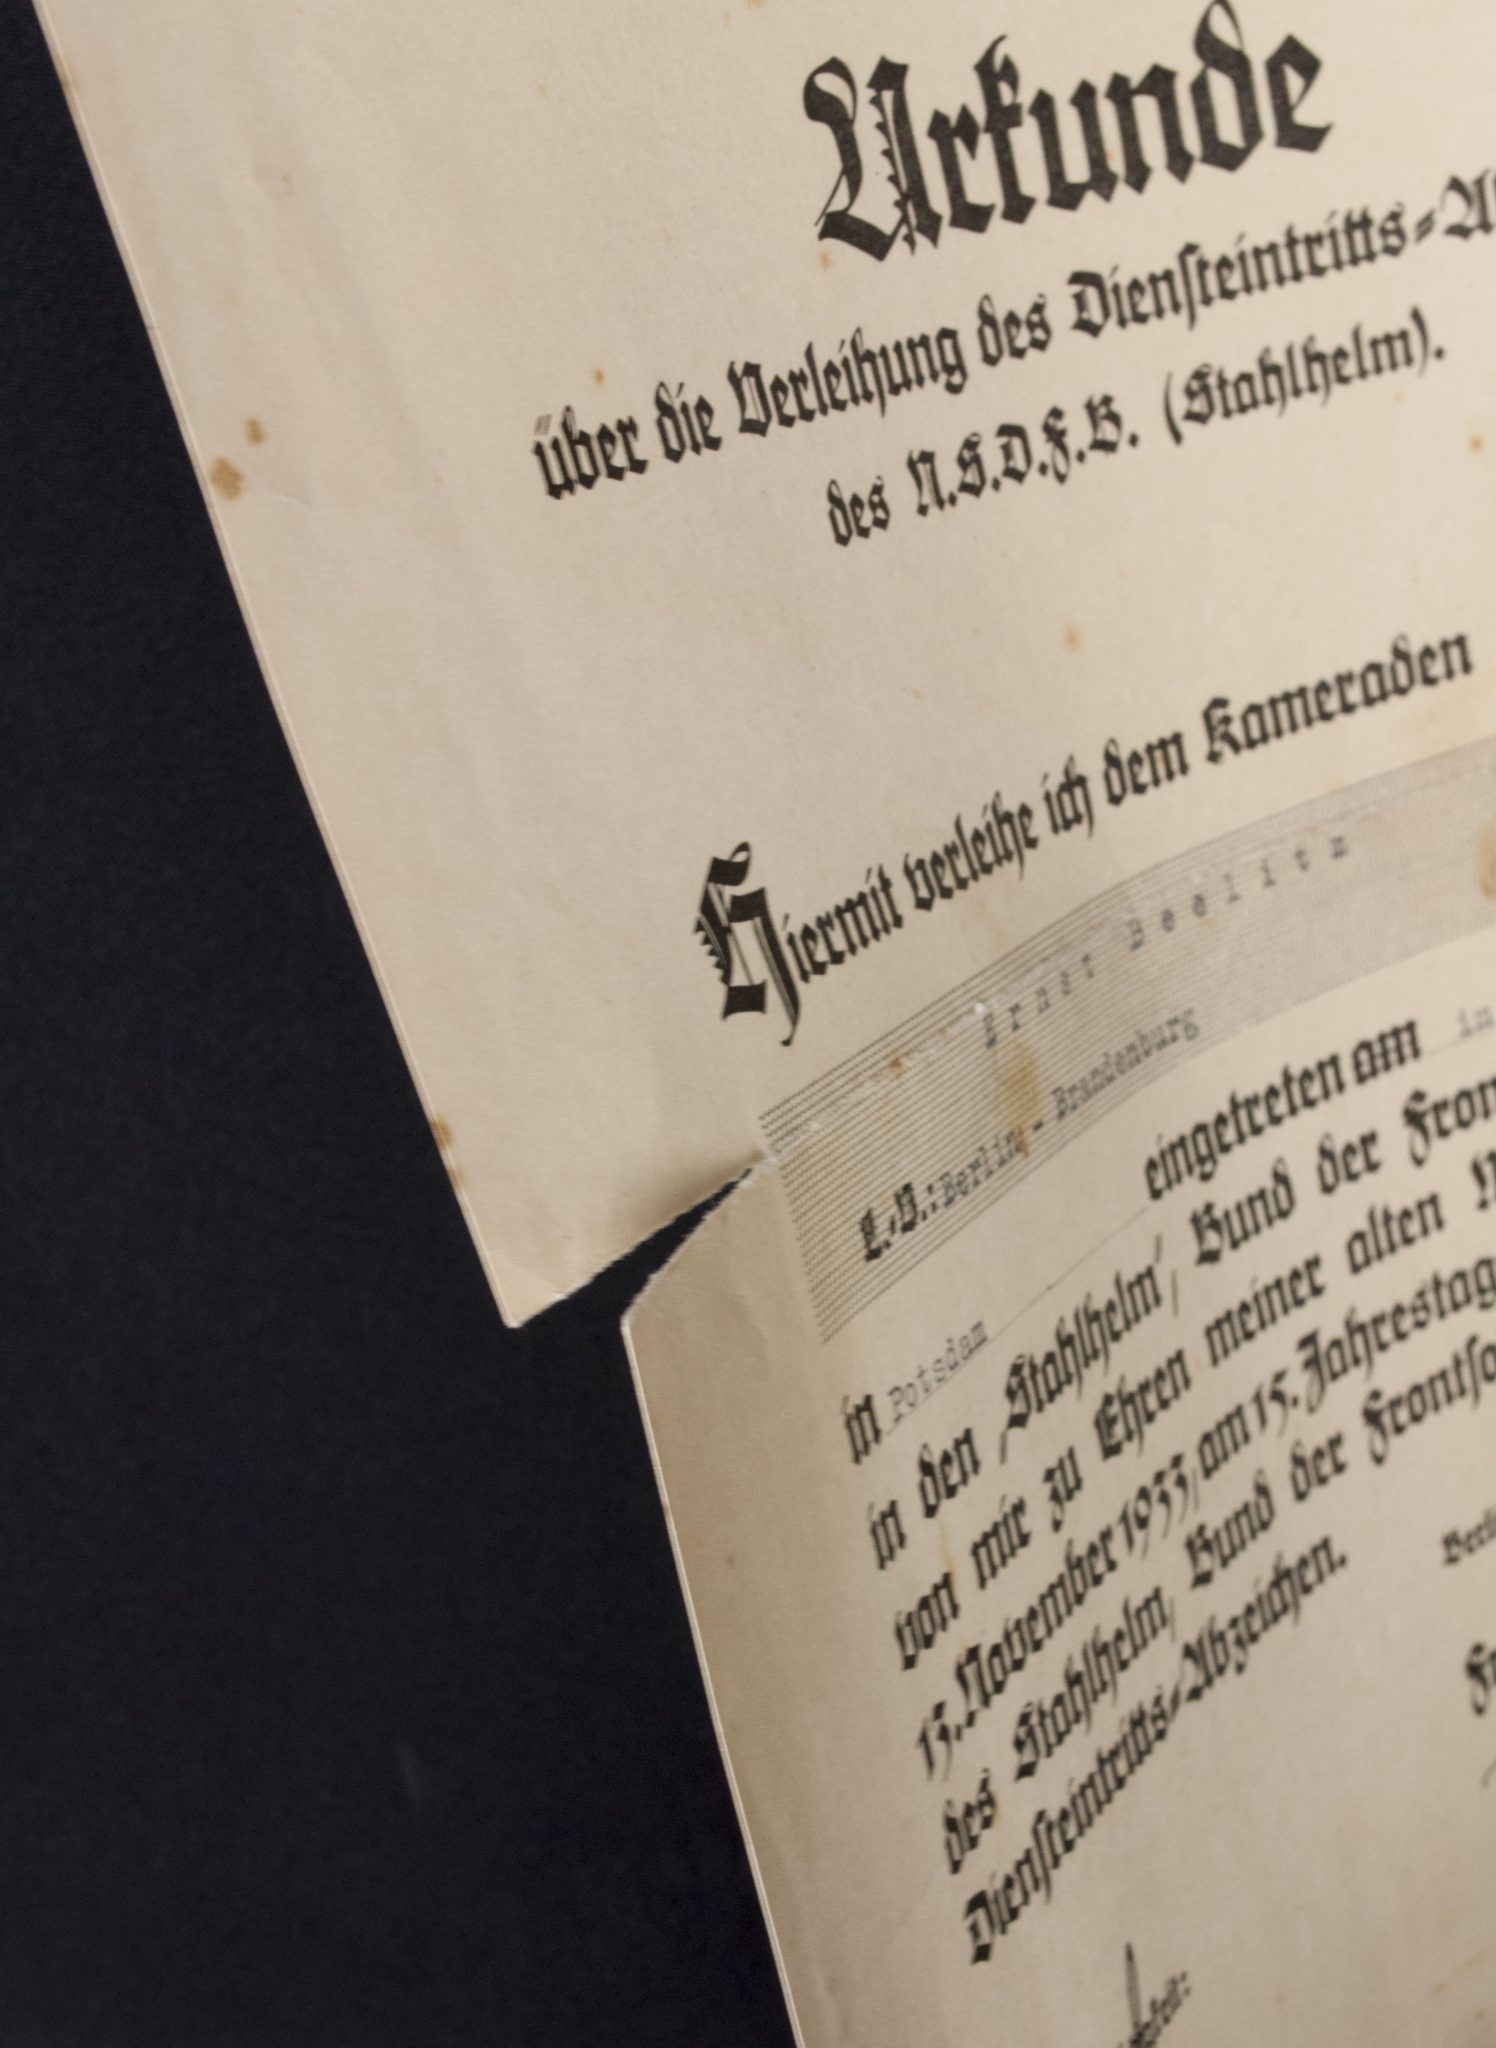 Urkunde
über die Verleihung des Diensteintritts-Ab
des N.S.D.F.B. (Stahlhelm).
Hiermit verleihe ich dem Kameraden
Ernst Beelitz
L.-V.: Berlin - Brandenburg
in Potsdam eingetreten am in
in den „Stahlhelm“, Bund der Fron
von mir zu Ehren meiner alten
13. November 1933, am 15. Jahrestag
des Stahlhelm, Bund der Frontso
Diensteintritts-Abzeichen.